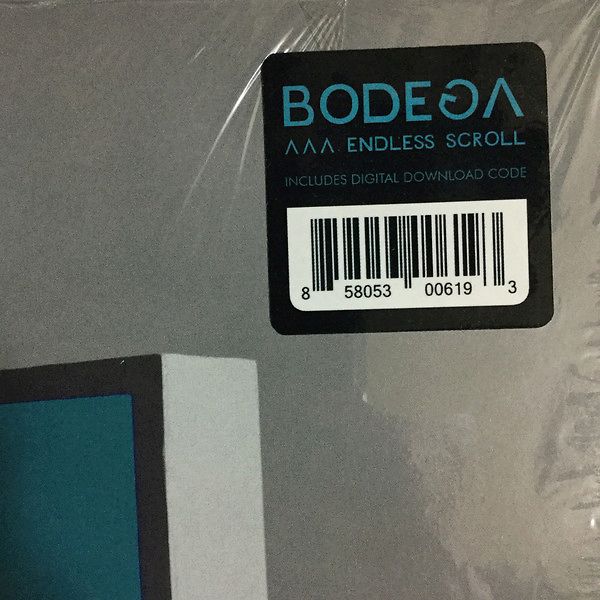 BODEGA
ΛΛΛ ENDLESS SCROLL
INCLUDES DIGITAL DOWNLOAD CODE
8 58053 00619 3